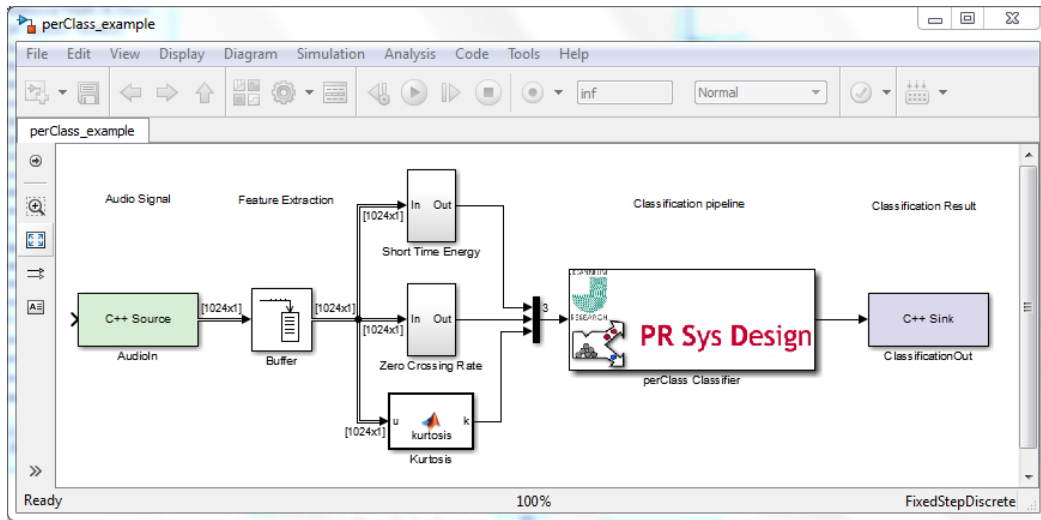 perClass_example
File Edit View Display Diagram Simulation Analysis Code Tools Help
inf Normal
perClass_example
Audio Signal Feature Extraction Classification pipeline Classification Result
In Out
[1024x1]
Short Time Energy
C++ Source
AudioIn
[1024x1]
Buffer
[1024x1]
In Out
[1024x1]
Zero Crossing Rate
u kurtosis k
[1024x1]
Kurtosis
3
JOANNEUM
RESEARCH
PR Sys Design
perClass Classifier
C++ Sink
ClassificationOut
Ready 100% FixedStepDiscrete